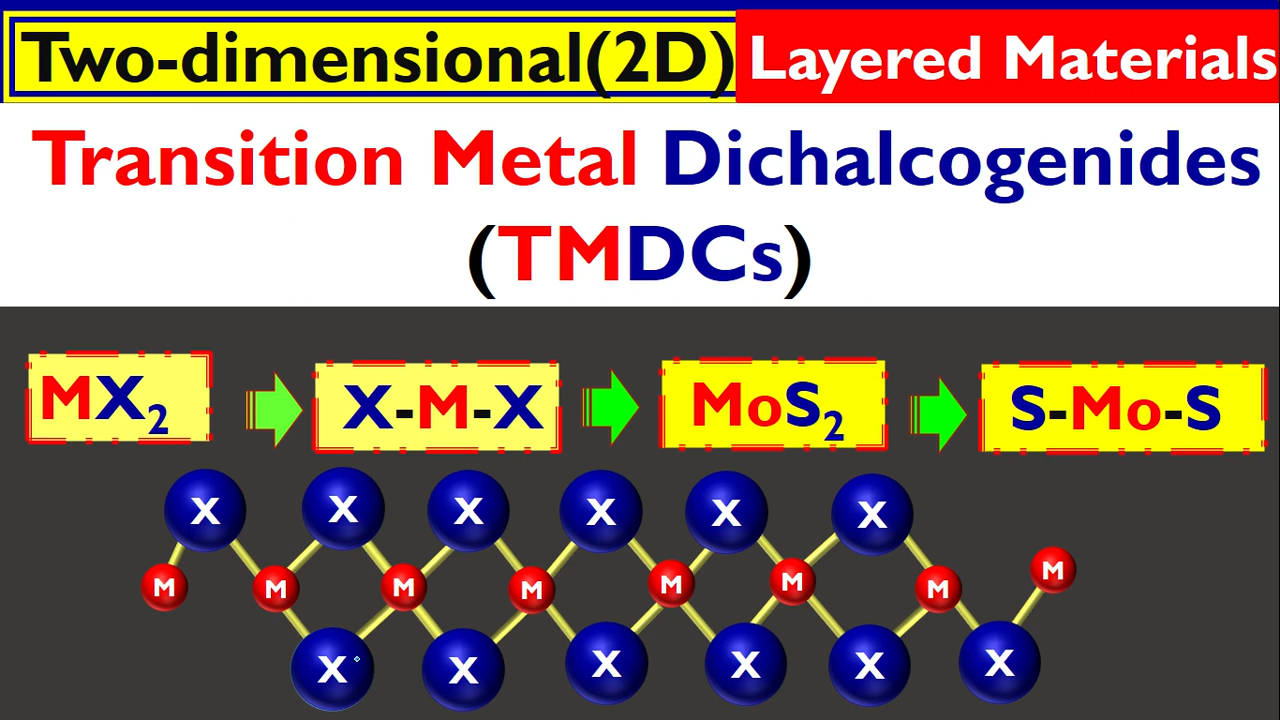 Two-dimensional(2D) Layered Materials
Transition Metal Dichalcogenides
(TMDCs)
MX₂ X-M-X MoS₂ S-Mo-S
X X X X X X
M M M M M M M M
X X X X X X